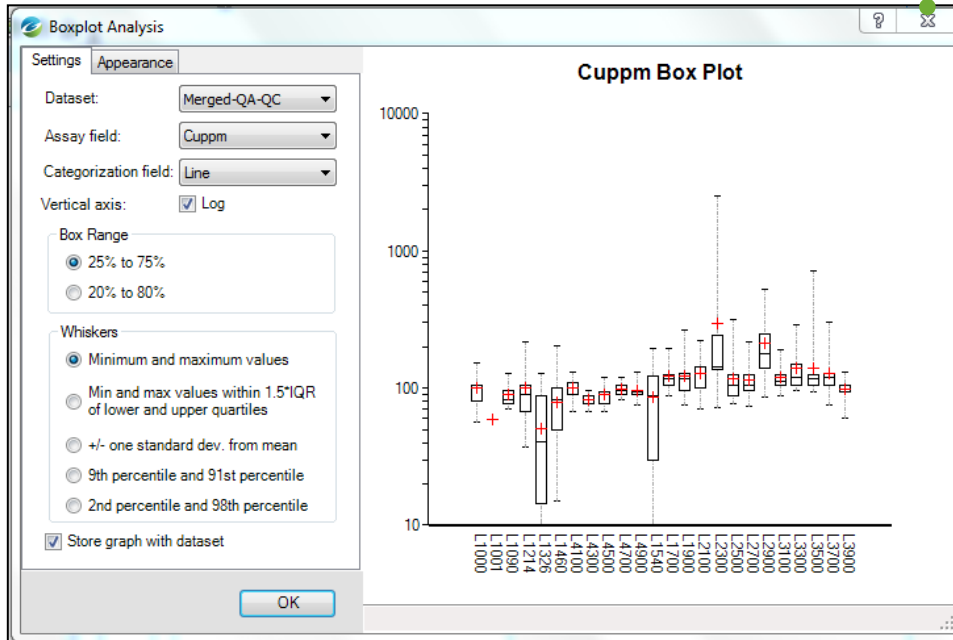 Boxplot Analysis
Settings
Appearance
Dataset:
Merged-QA-QC
Assay field:
Cuppm
Categorization field:
Line
Vertical axis:
Log
Box Range
25% to 75%
20% to 80%
Whiskers
Minimum and maximum values
Min and max values within 1.5*IQR
of lower and upper quartiles
+/- one standard dev. from mean
9th percentile and 91st percentile
2nd percentile and 98th percentile
Store graph with dataset
OK
Cuppm Box Plot
10000
1000
100
10
L1000
L1001
L1090
L1214
L1326
L1460
L4100
L4300
L4500
L4700
L4900
L1540
L1700
L1900
L2100
L2300
L2500
L2700
L2900
L3100
L3300
L3500
L3700
L3900